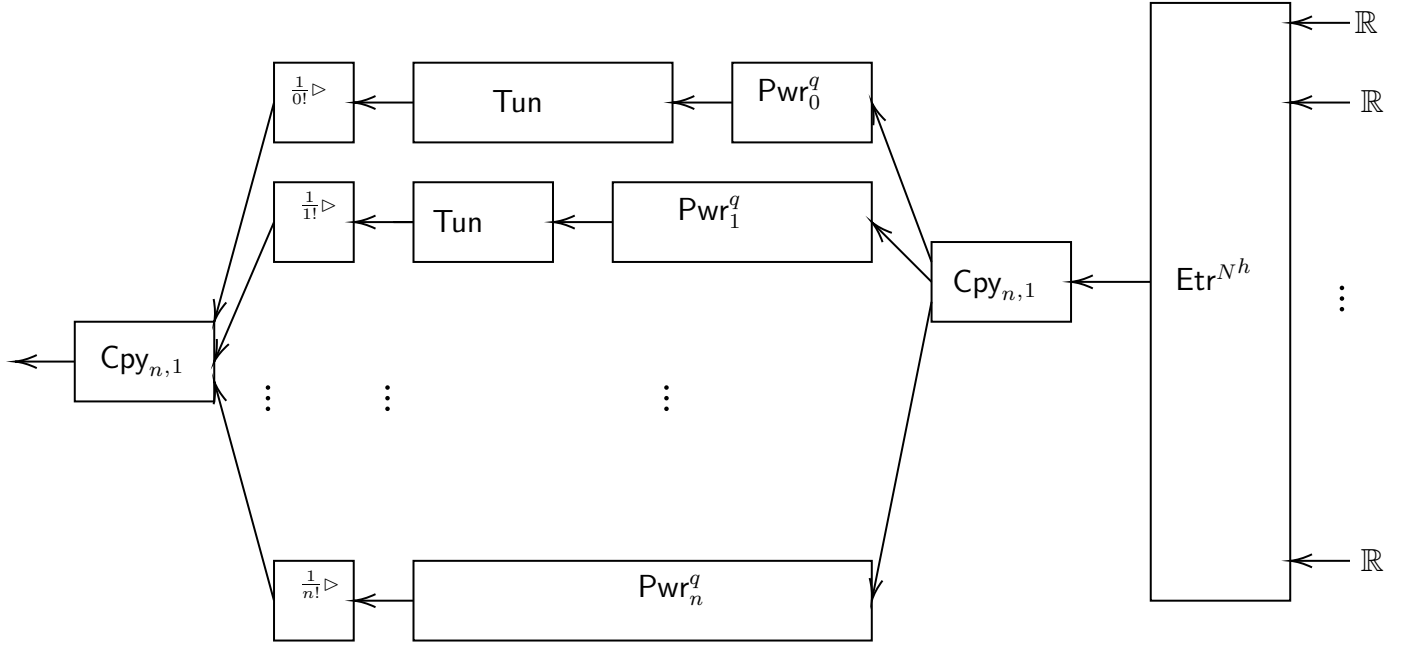 ℝ
1/0! ▷ Tun Pwr_0^q ℝ
1/1! ▷ Tun Pwr_1^q
Cpy_{n,1} Etr^{N^h} ⋮
Cpy_{n,1}
⋮ ⋮ ⋮
1/n! ▷ Pwr_n^q ℝ